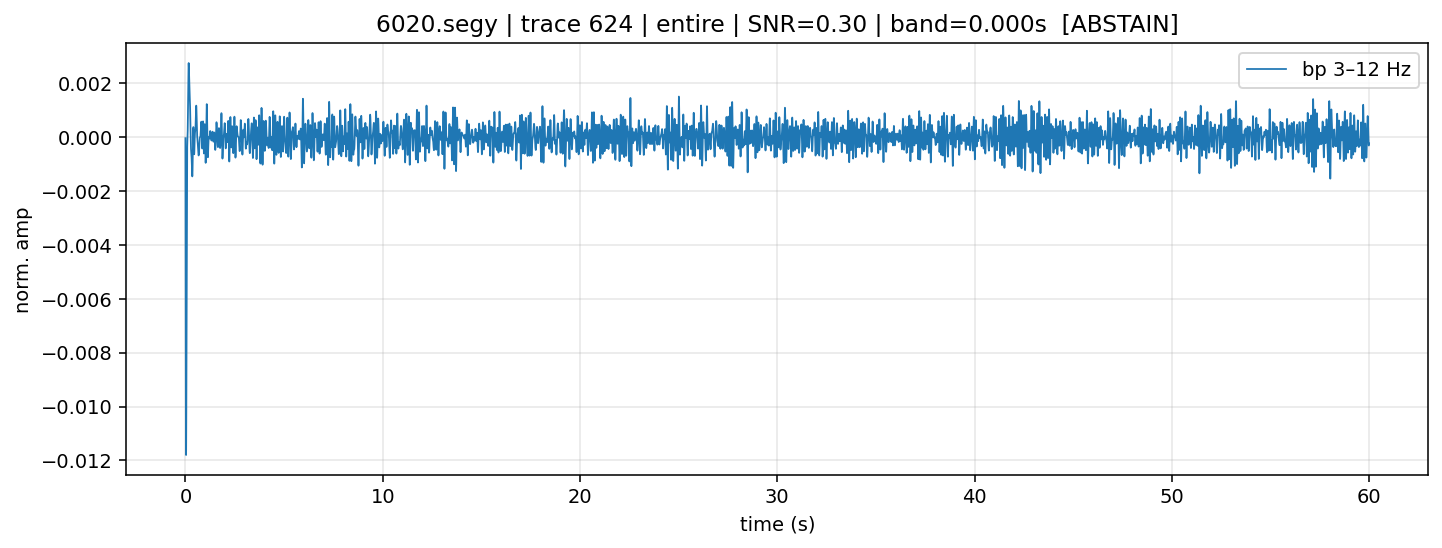 6020.segy | trace 624 | entire | SNR=0.30 | band=0.000s  [ABSTAIN]
bp 3–12 Hz
0.002
0.000
−0.002
−0.004
−0.006
−0.008
−0.010
−0.012
norm. amp
0 10 20 30 40 50 60
time (s)